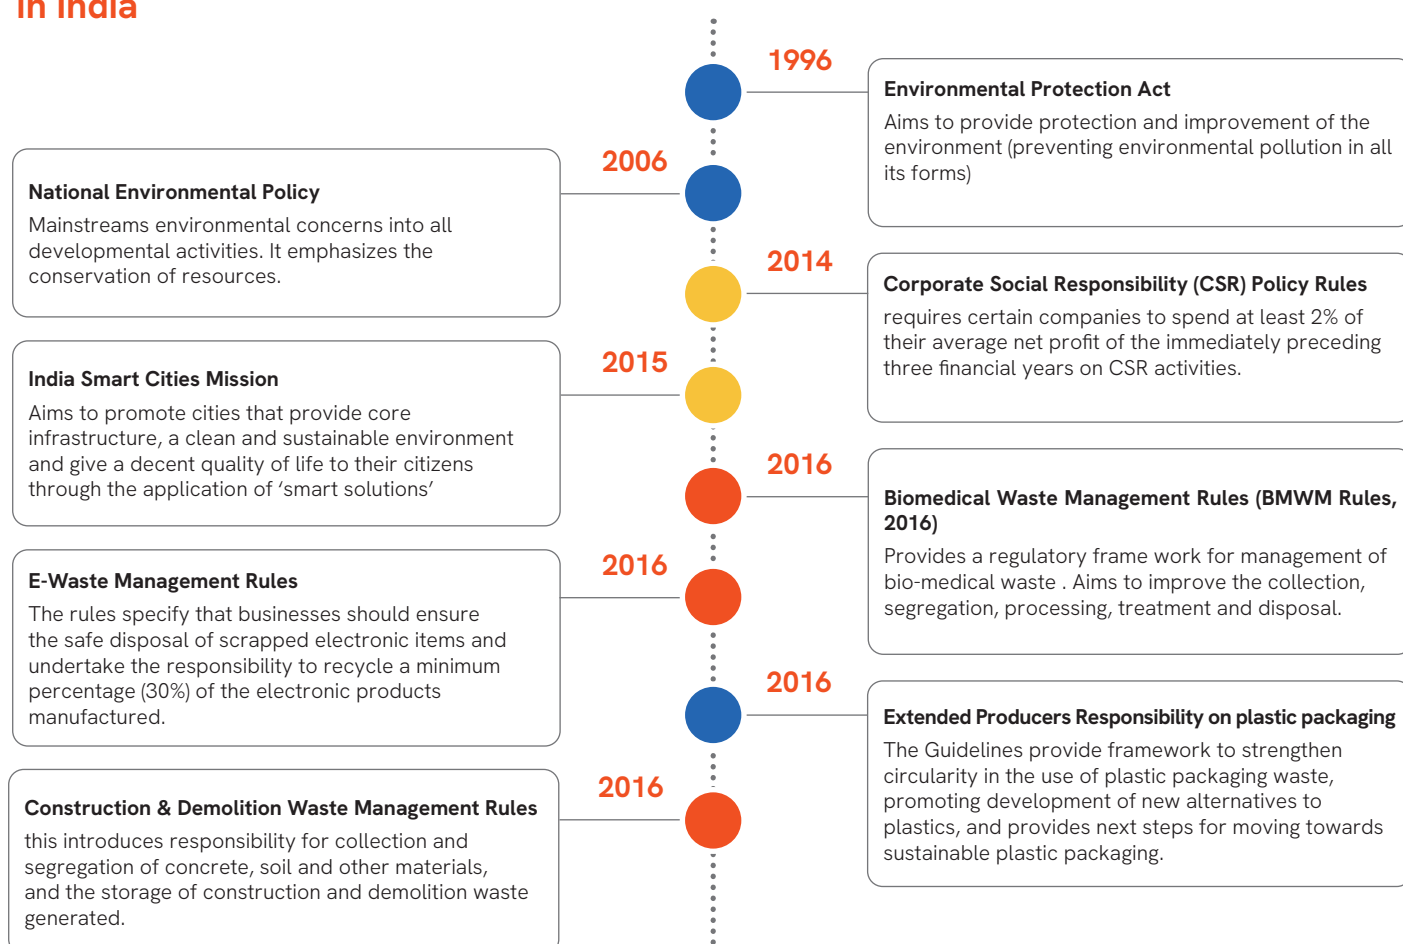 in India
1996
Environmental Protection Act
Aims to provide protection and improvement of the
environment (preventing environmental pollution in all
its forms)
2006
National Environmental Policy
Mainstreams environmental concerns into all
developmental activities. It emphasizes the
conservation of resources.
2014
Corporate Social Responsibility (CSR) Policy Rules
requires certain companies to spend at least 2% of
their average net profit of the immediately preceding
three financial years on CSR activities.
2015
India Smart Cities Mission
Aims to promote cities that provide core
infrastructure, a clean and sustainable environment
and give a decent quality of life to their citizens
through the application of ‘smart solutions’
2016
Biomedical Waste Management Rules (BMWM Rules,
2016)
Provides a regulatory frame work for management of
bio-medical waste . Aims to improve the collection,
segregation, processing, treatment and disposal.
2016
E-Waste Management Rules
The rules specify that businesses should ensure
the safe disposal of scrapped electronic items and
undertake the responsibility to recycle a minimum
percentage (30%) of the electronic products
manufactured.
2016
Extended Producers Responsibility on plastic packaging
The Guidelines provide framework to strengthen
circularity in the use of plastic packaging waste,
promoting development of new alternatives to
plastics, and provides next steps for moving towards
sustainable plastic packaging.
2016
Construction & Demolition Waste Management Rules
this introduces responsibility for collection and
segregation of concrete, soil and other materials,
and the storage of construction and demolition waste
generated.